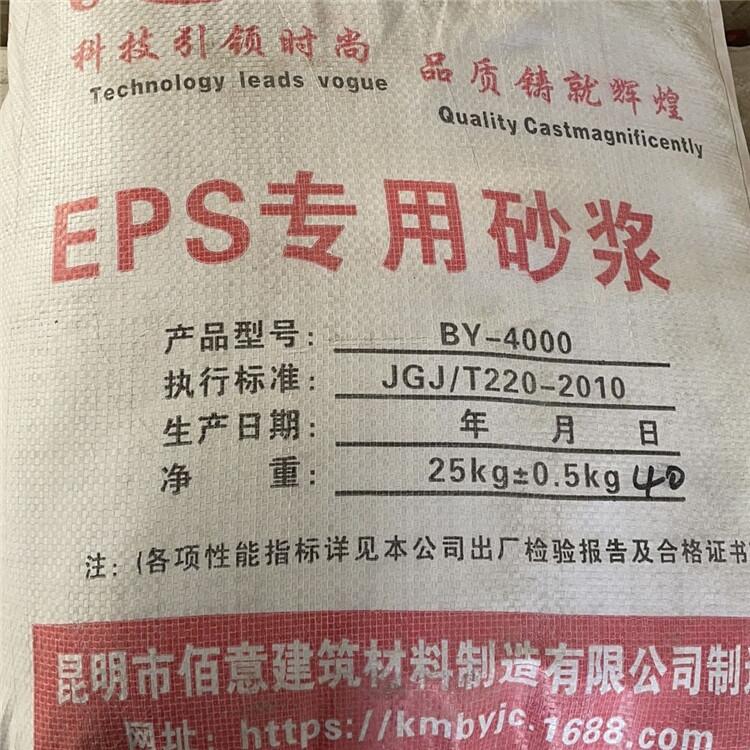 科技引领时尚
Technology leads vogue
品质铸就辉煌
Quality Castmagnificently
EPS专用砂浆
产品型号: BY-4000
执行标准: JGJ/T220-2010
生产日期: 年 月 日
净 重: 25kg±0.5kg 40
注: (各项性能指标详见本公司出厂检验报告及合格证书
昆明市佰意建筑材料制造有限公司制造
网址: https://kmbyjc.1688.com